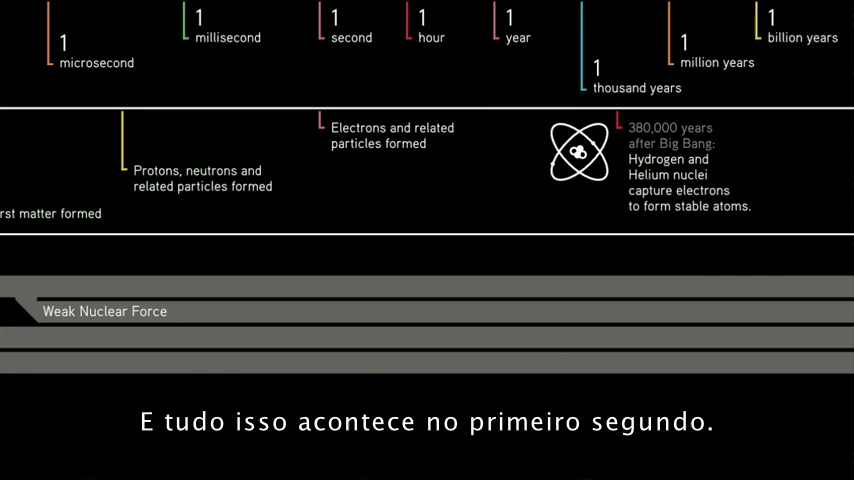 1
microsecond
1
millisecond
1
second
1
hour
1
year
1
thousand years
1
million years
1
billion years
rst matter formed
Protons, neutrons and
related particles formed
Electrons and related
particles formed
380,000 years
after Big Bang:
Hydrogen and
Helium nuclei
capture electrons
to form stable atoms.
Weak Nuclear Force
E tudo isso acontece no primeiro segundo.